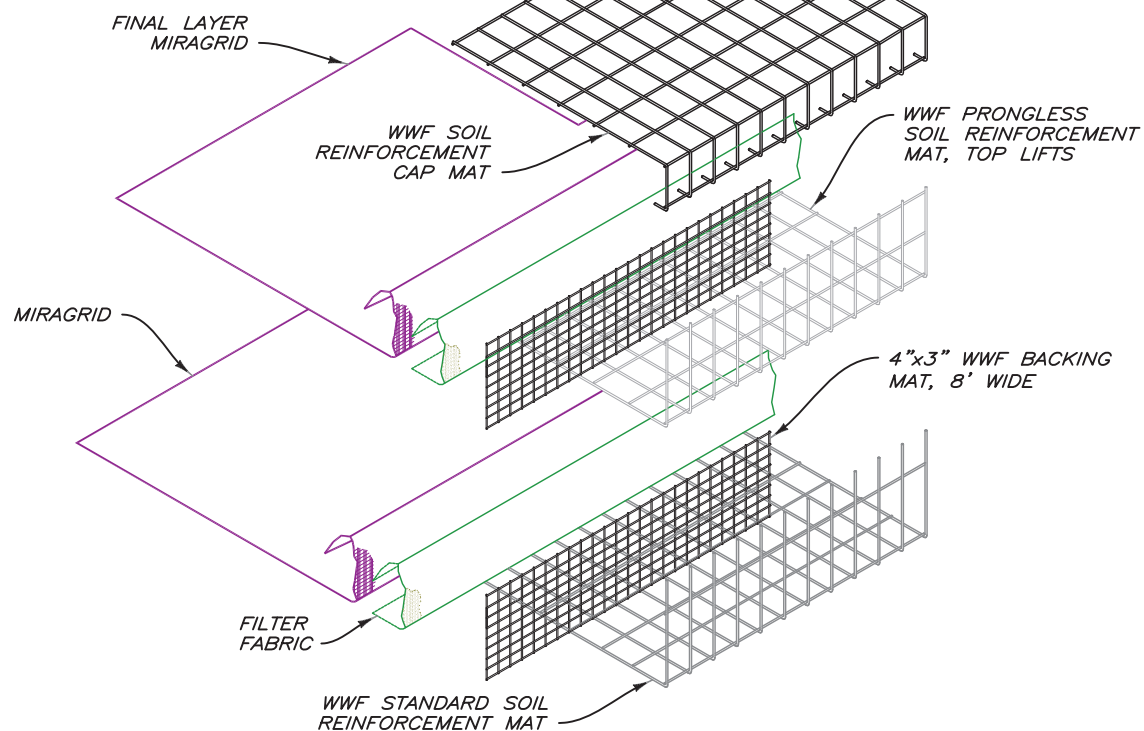 FINAL LAYER
MIRAGRID
WWF SOIL
REINFORCEMENT
CAP MAT
WWF PRONGLESS
SOIL REINFORCEMENT
MAT, TOP LIFTS
MIRAGRID
4"x3" WWF BACKING
MAT, 8' WIDE
FILTER
FABRIC
WWF STANDARD SOIL
REINFORCEMENT MAT